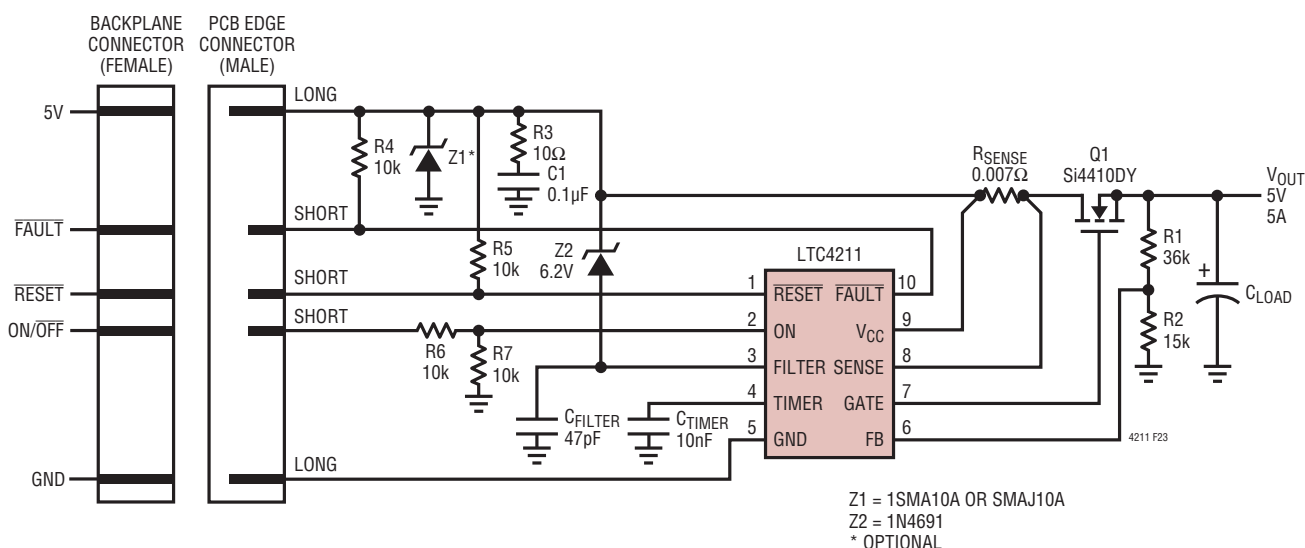 BACKPLANE
CONNECTOR
(FEMALE)
PCB EDGE
CONNECTOR
(MALE)
5V
LONG
R4
10k
Z1*
R3
10Ω
C1
0.1µF
RSENSE
0.007Ω
Q1
Si4410DY
VOUT
5V
5A
SHORT
FAULT
R5
10k
Z2
6.2V
LTC4211
R1
36k
+
CLOAD
SHORT
RESET
1
RESET
FAULT
10
SHORT
ON/OFF
R6
10k
R7
10k
2
ON
VCC
9
R2
15k
3
FILTER
SENSE
8
4
TIMER
GATE
7
CFILTER
47pF
CTIMER
10nF
5
GND
FB
6
4211 F23
LONG
GND
Z1 = 1SMA10A OR SMAJ10A
Z2 = 1N4691
* OPTIONAL